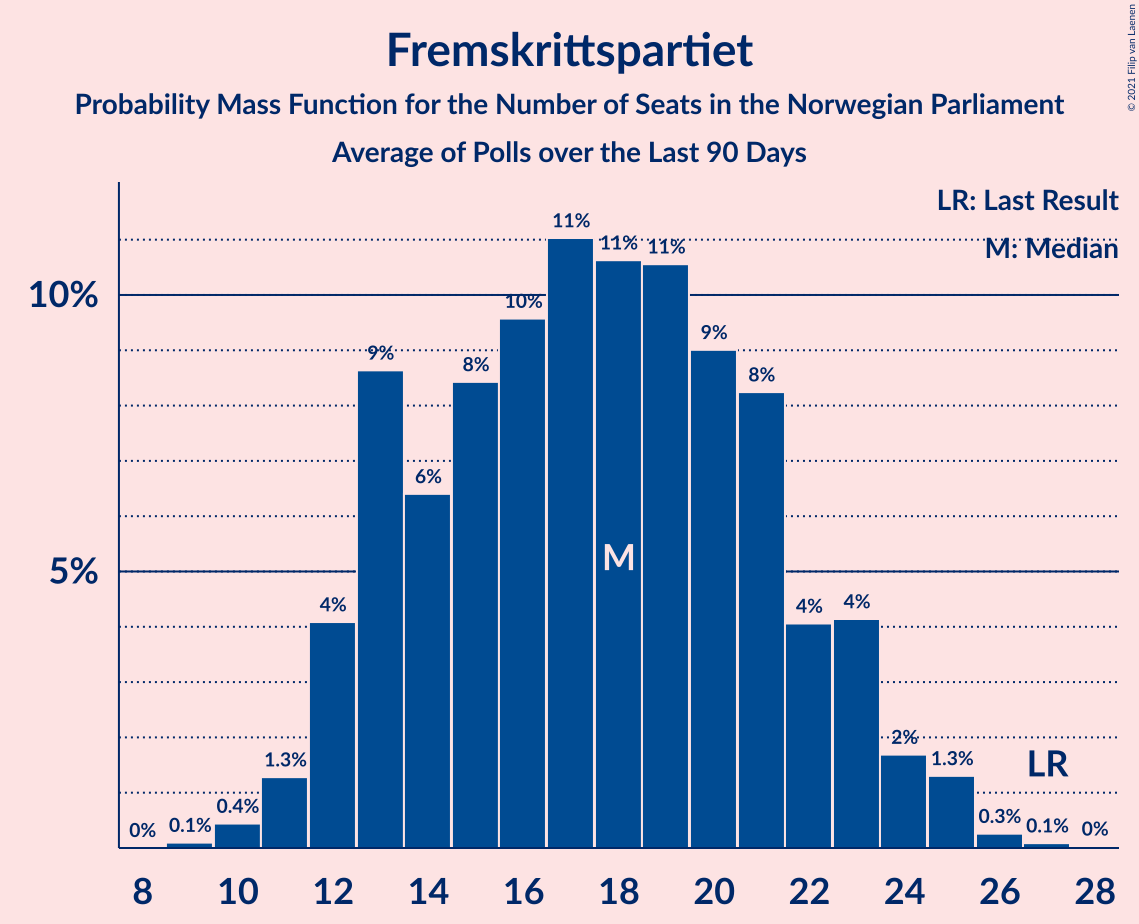 Fremskrittspartiet
Probability Mass Function for the Number of Seats in the Norwegian Parliament
Average of Polls over the Last 90 Days
© 2021 Filip van Laenen
LR: Last Result
M: Median
10%
5%
0%
0.1%
0.4%
1.3%
4%
9%
6%
8%
10%
11%
11%
11%
9%
8%
4%
4%
2%
1.3%
0.3%
0.1%
0%
M
LR
8 10 12 14 16 18 20 22 24 26 28